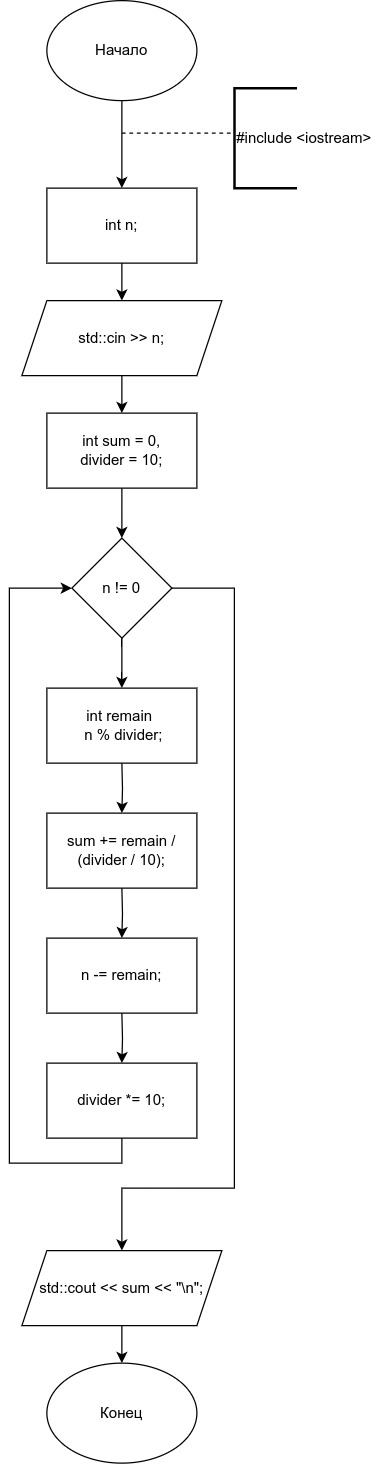 Начало
#include <iostream>
int n;
std::cin >> n;
int sum = 0,
divider = 10;
n != 0
int remain
n % divider;
sum += remain /
(divider / 10);
n -= remain;
divider *= 10;
std::cout << sum << "\n";
Конец